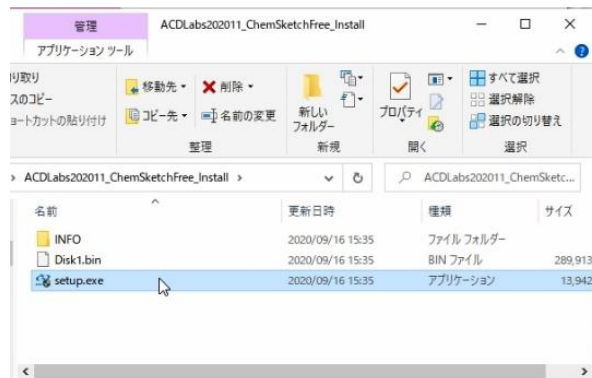 管理
ACDLabs202011_ChemSketchFree_Install
アプリケーション ツール
り取り
スのコピー
ョートカットの貼り付け
移動先
コピー先
削除
名前の変更
整理
新しい
フォルダー
新規
プロパティ
開く
すべて選択
選択解除
選択の切り替え
選択
ACDLabs202011_ChemSketchFree_Install
ACDLabs202011_ChemSketc...
名前
更新日時
種類
サイズ
INFO
2020/09/16 15:35
ファイル フォルダー
Disk1.bin
2020/09/16 15:35
BIN ファイル
289,913
setup.exe
2020/09/16 15:35
アプリケーション
13,942